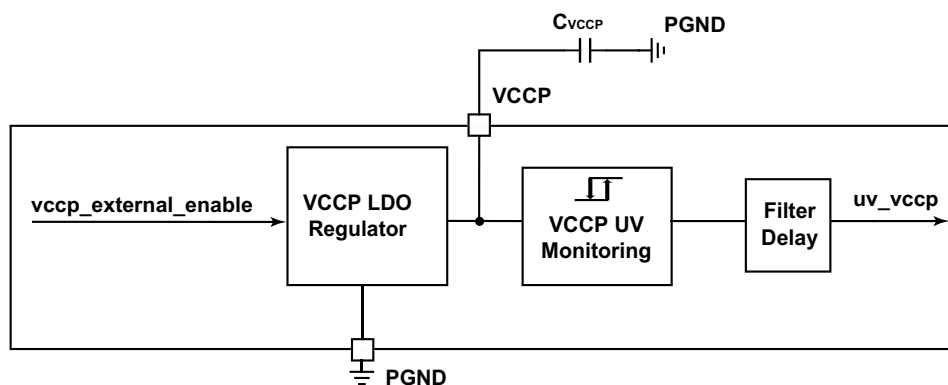 CVCCP
PGND
VCCP
vccp_external_enable
VCCP LDO
Regulator
VCCP UV
Monitoring
Filter
Delay
uv_vccp
PGND